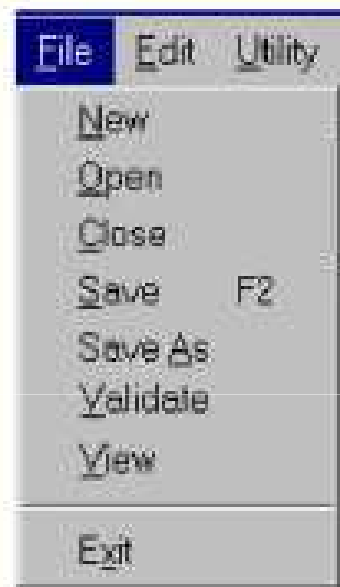 File Edit Utility
New
Open
Close
Save F2
Save As
Validate
View
Exit